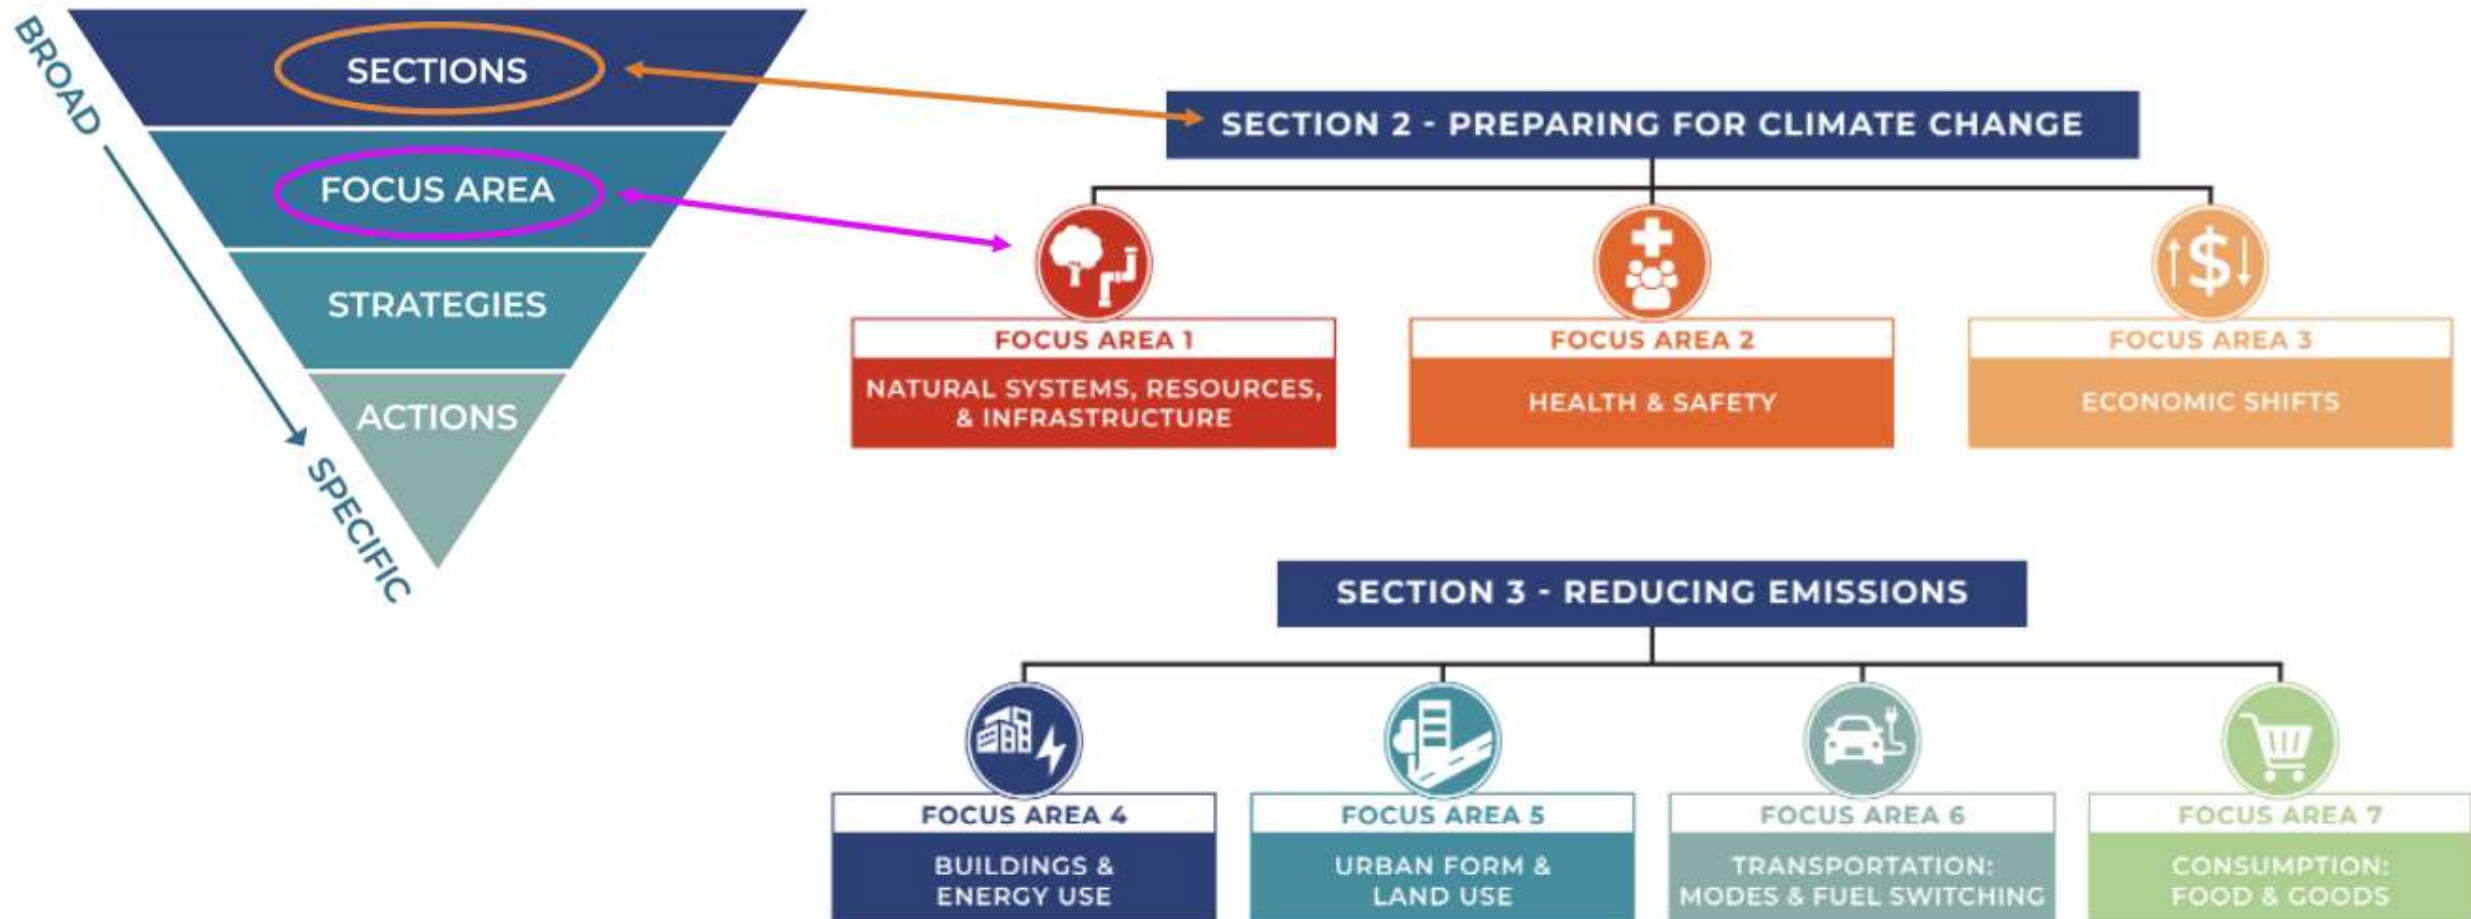 BROAD
SPECIFIC
SECTIONS
FOCUS AREA
STRATEGIES
ACTIONS
SECTION 2 - PREPARING FOR CLIMATE CHANGE
FOCUS AREA 1
NATURAL SYSTEMS, RESOURCES,
& INFRASTRUCTURE
FOCUS AREA 2
HEALTH & SAFETY
$
FOCUS AREA 3
ECONOMIC SHIFTS
SECTION 3 - REDUCING EMISSIONS
FOCUS AREA 4
BUILDINGS &
ENERGY USE
FOCUS AREA 5
URBAN FORM &
LAND USE
FOCUS AREA 6
TRANSPORTATION:
MODES & FUEL SWITCHING
FOCUS AREA 7
CONSUMPTION:
FOOD & GOODS